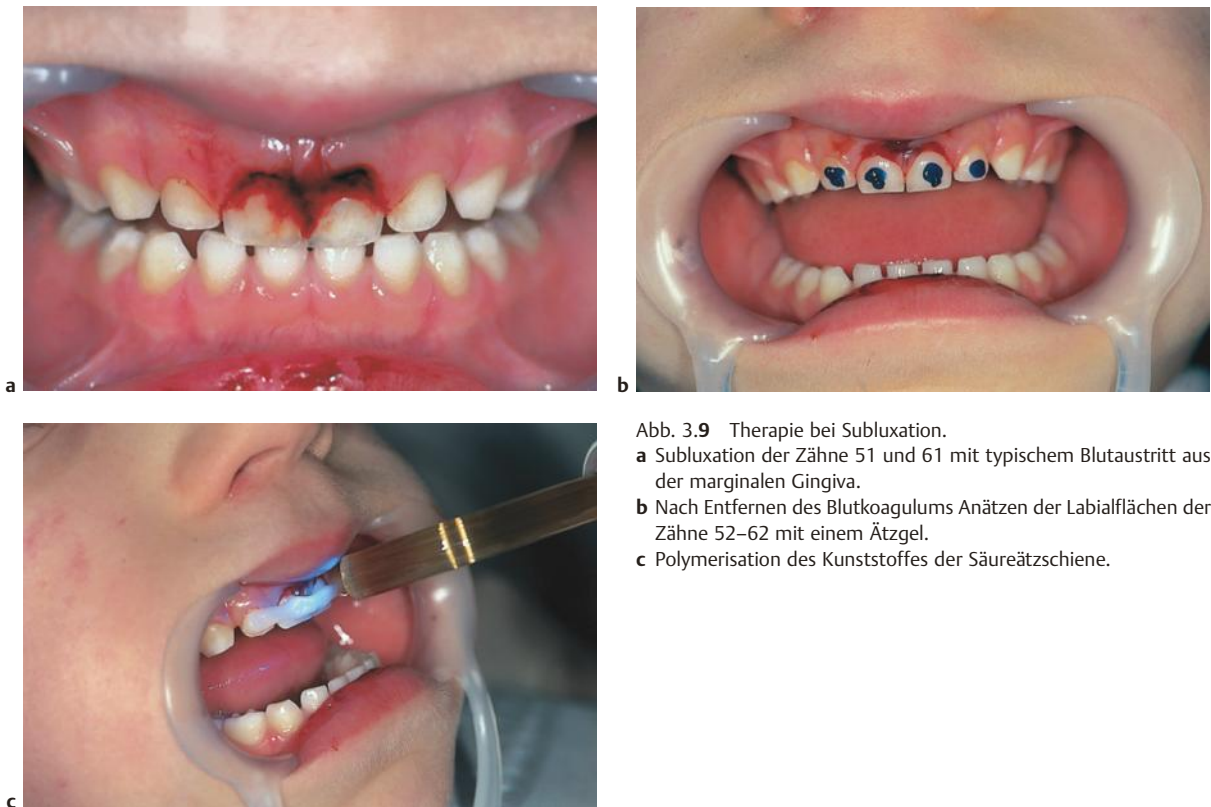 a
b
Abb. 3.9 Therapie bei Subluxation.
a Subluxation der Zähne 51 und 61 mit typischem Blutaustritt aus
der marginalen Gingiva.
b Nach Entfernen des Blutkoagulums Anätzen der Labialflächen der
Zähne 52–62 mit einem Ätzgel.
c Polymerisation des Kunststoffes der Säureätzschiene.
c